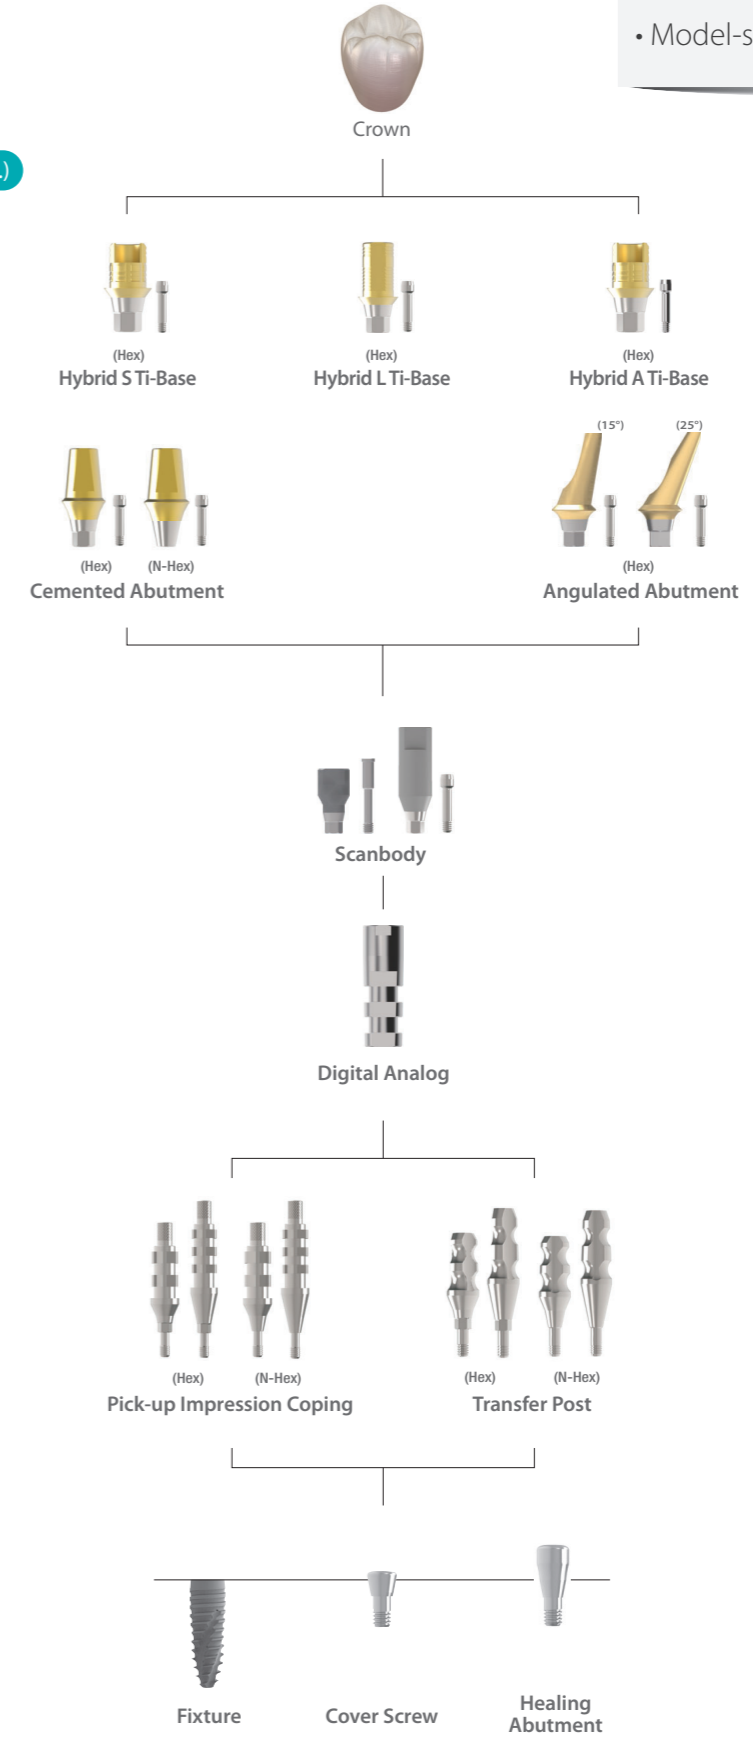 • Model-s
Crown
.)
(Hex)
Hybrid S Ti-Base
(Hex)
Hybrid L Ti-Base
(Hex)
Hybrid A Ti-Base
(15°) (25°)
(Hex) (N-Hex)
Cemented Abutment
(Hex)
Angulated Abutment
Scanbody
Digital Analog
(Hex) (N-Hex)
Pick-up Impression Coping
(Hex) (N-Hex)
Transfer Post
Fixture
Cover Screw
Healing
Abutment